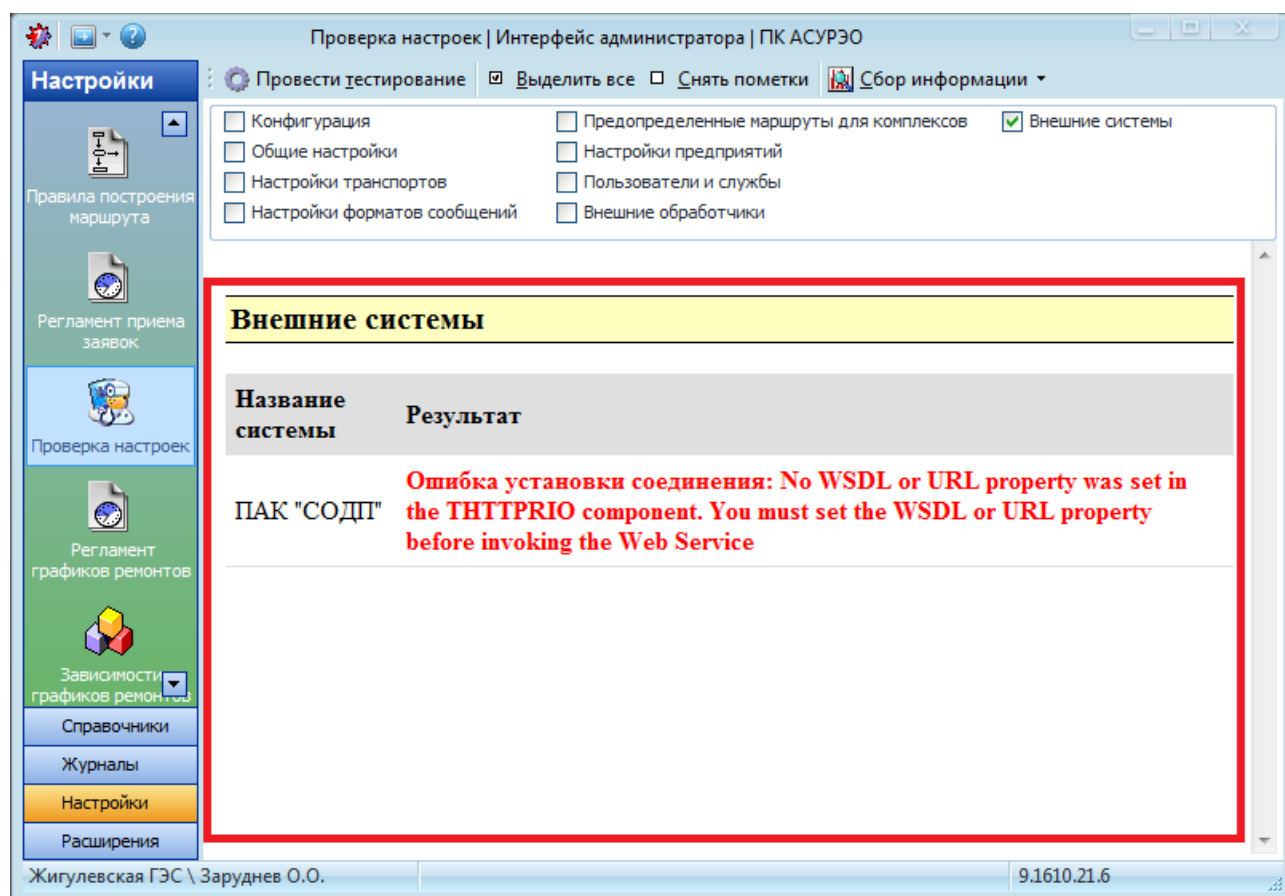 Проверка настроек | Интерфейс администратора | ПК АСУРЭО
Настройки
Провести тестирование Выделить все Снять пометки Сбор информации
Конфигурация Предопределенные маршруты для комплексов Внешние системы
Общие настройки Настройки предприятий
Настройки транспортов Пользователи и службы
Настройки форматов сообщений Внешние обработчики
Правила построения
маршрута
Регламент приема
заявок
Проверка настроек
Регламент
графиков ремонтов
Зависимости
графиков ремонтов
Справочники
Журналы
Настройки
Расширения
Внешние системы
Название
системы
Результат
ПАК "СОДП"
Ошибка установки соединения: No WSDL or URL property was set in
the THTTPRIO component. You must set the WSDL or URL property
before invoking the Web Service
Жигулевская ГЭС \ Заруднев О.О. 9.1610.21.6